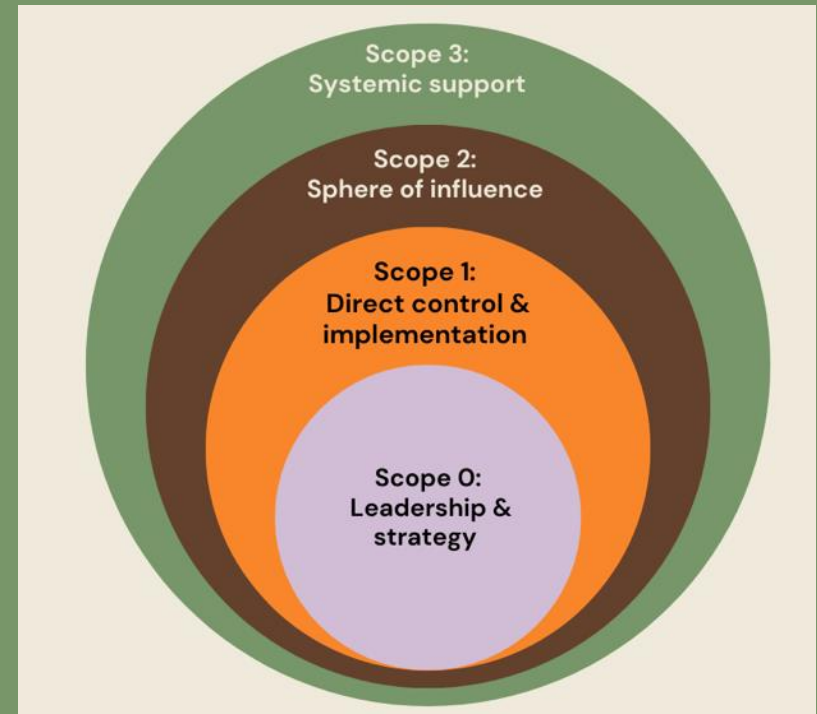 Scope 3:
Systemic support
Scope 2:
Sphere of influence
Scope 1:
Direct control &
implementation
Scope 0:
Leadership &
strategy